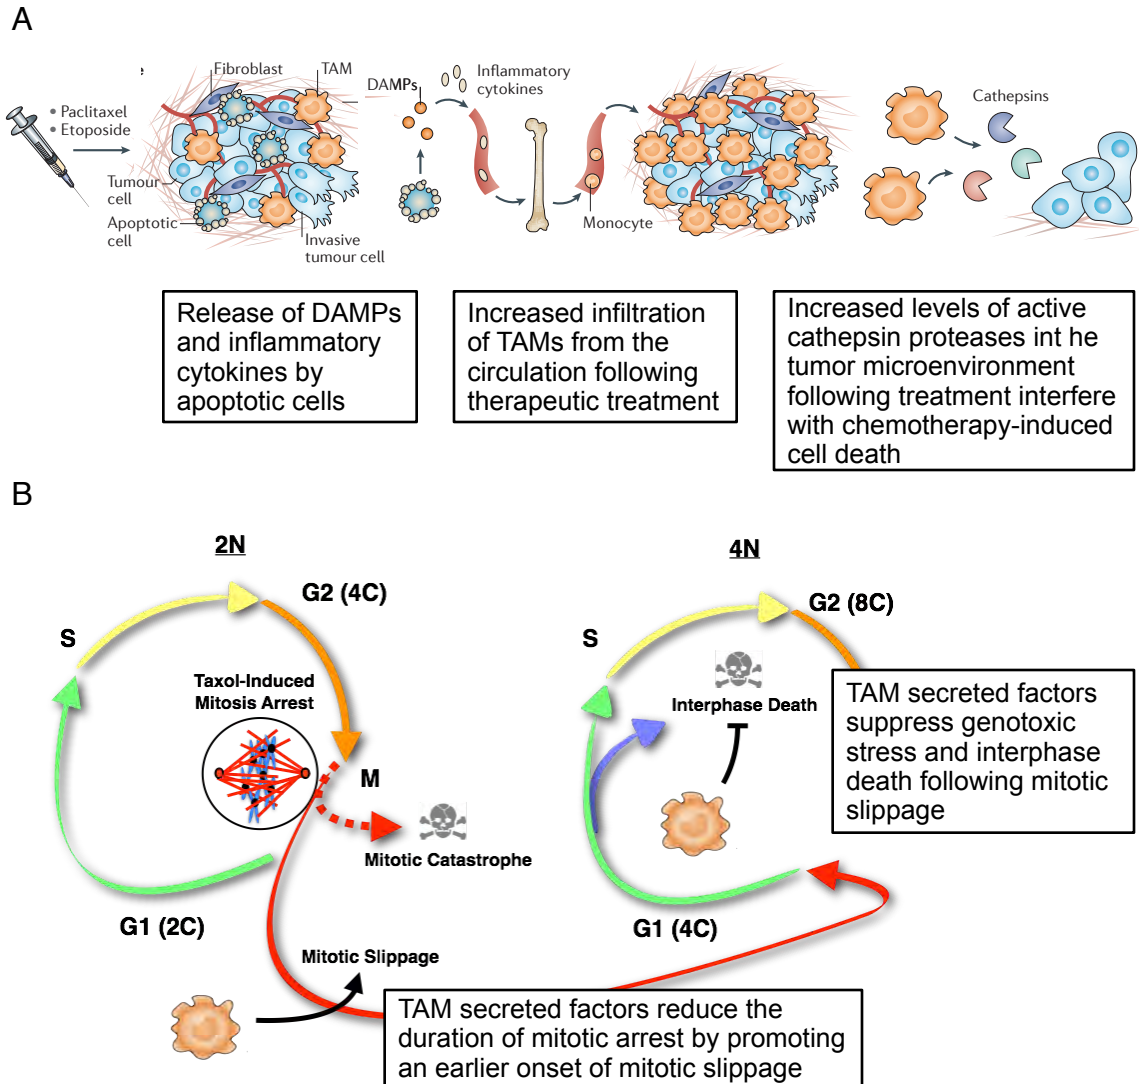 A
Fibroblast
TAM
DAMPs
Inflammatory
cytokines
Cathepsins
• Paclitaxel
• Etoposide
Tumour
cell
Apoptotic
cell
Invasive
tumour cell
Monocyte
Release of DAMPs
and inflammatory
cytokines by
apoptotic cells
Increased infiltration
of TAMs from the
circulation following
therapeutic treatment
Increased levels of active
cathepsin proteases int he
tumor microenvironment
following treatment interfere
with chemotherapy-induced
cell death
B
2N
G2 (4C)
S
Taxol-Induced
Mitosis Arrest
M
Mitotic Catastrophe
G1 (2C)
Mitotic Slippage
4N
G2 (8C)
S
Interphase Death
TAM secreted factors
suppress genotoxic
stress and interphase
death following mitotic
slippage
G1 (4C)
TAM secreted factors reduce the
duration of mitotic arrest by promoting
an earlier onset of mitotic slippage